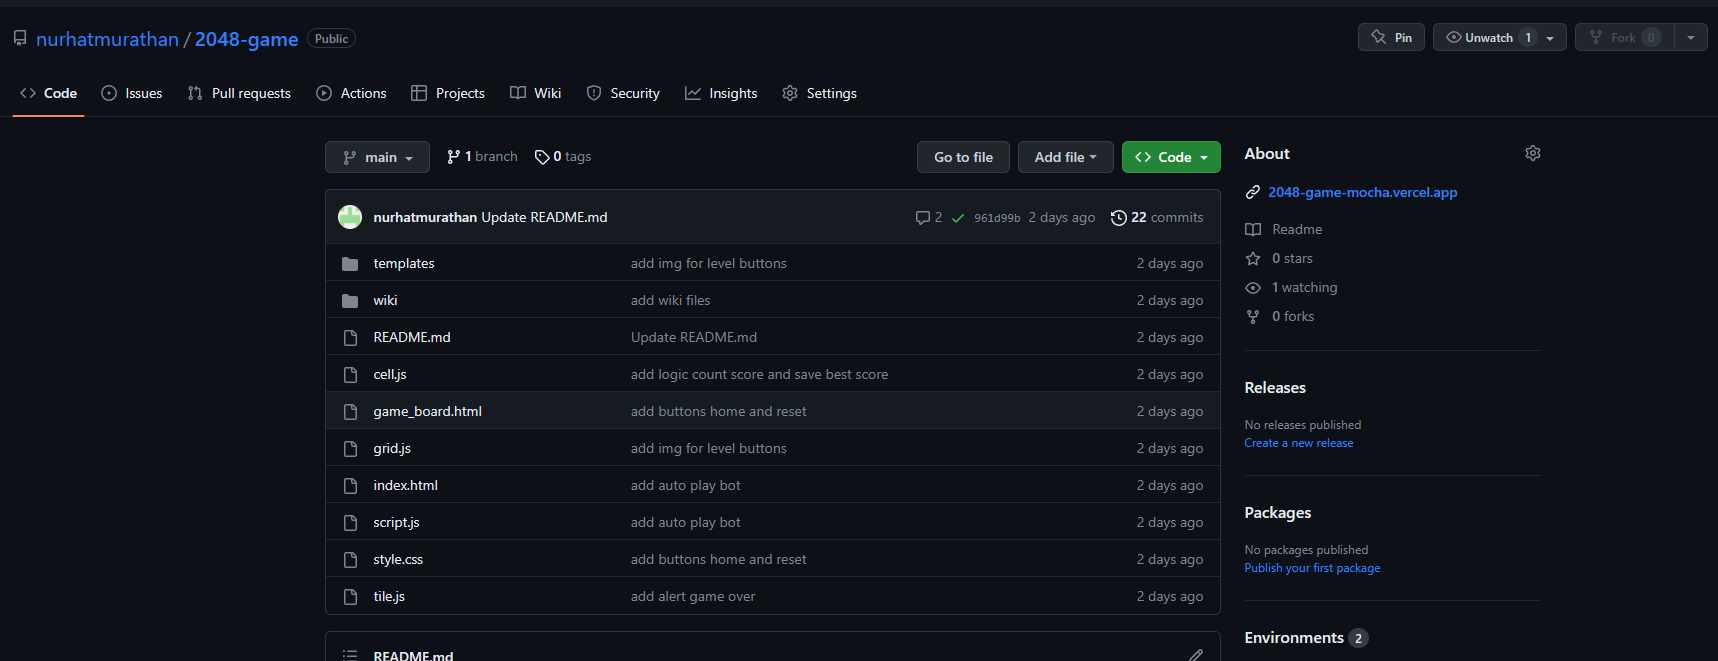 nurhatmurathan / 2048-game Public
Pin Unwatch 1 Fork 0
Code Issues Pull requests Actions Projects Wiki Security Insights Settings
main 1 branch 0 tags Go to file Add file Code
nurhatmurathan Update README.md 2 961d99b 2 days ago 22 commits
templates add img for level buttons 2 days ago
wiki add wiki files 2 days ago
README.md Update README.md 2 days ago
cell.js add logic count score and save best score 2 days ago
game_board.html add buttons home and reset 2 days ago
grid.js add img for level buttons 2 days ago
index.html add auto play bot 2 days ago
script.js add auto play bot 2 days ago
style.css add buttons home and reset 2 days ago
tile.js add alert game over 2 days ago
README.md
About
2048-game-mocha.vercel.app
Readme
0 stars
1 watching
0 forks
Releases
No releases published
Create a new release
Packages
No packages published
Publish your first package
Environments 2